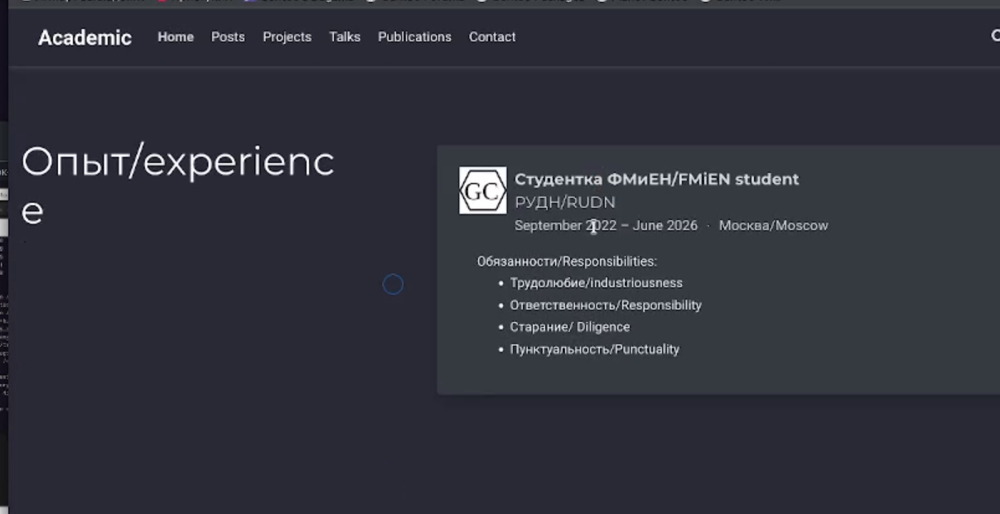 Academic Home Posts Projects Talks Publications Contact
Опыт/experienc
e
GC
Студентка ФМиЕН/FMiEN student
РУДН/RUDN
September 2022 – June 2026 · Москва/Moscow
Обязанности/Responsibilities:
• Трудолюбие/industriousness
• Ответственность/Responsibility
• Старание/ Diligence
• Пунктуальность/Punctuality